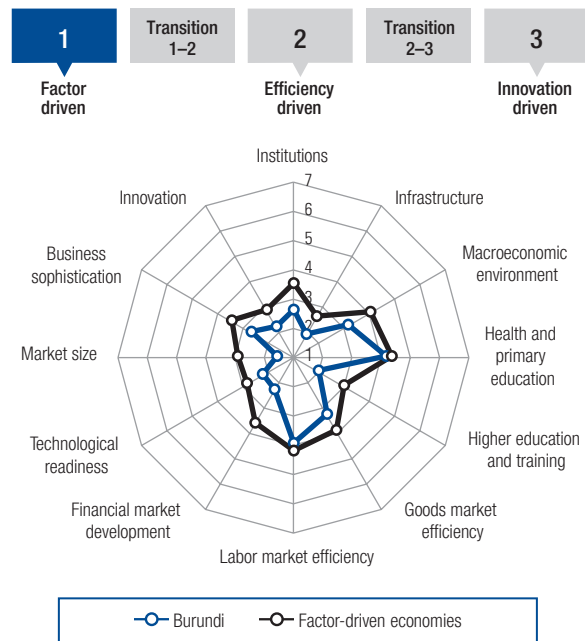 1
Transition
1–2
2
Transition
2–3
3
Factor
driven
Efficiency
driven
Innovation
driven
Institutions
Innovation
Infrastructure
Business
sophistication
Macroeconomic
environment
Market size
Health and
primary
education
Technological
readiness
Higher education
and training
Financial market
development
Goods market
efficiency
Labor market efficiency
7
6
5
4
3
2
1
Burundi
Factor-driven economies